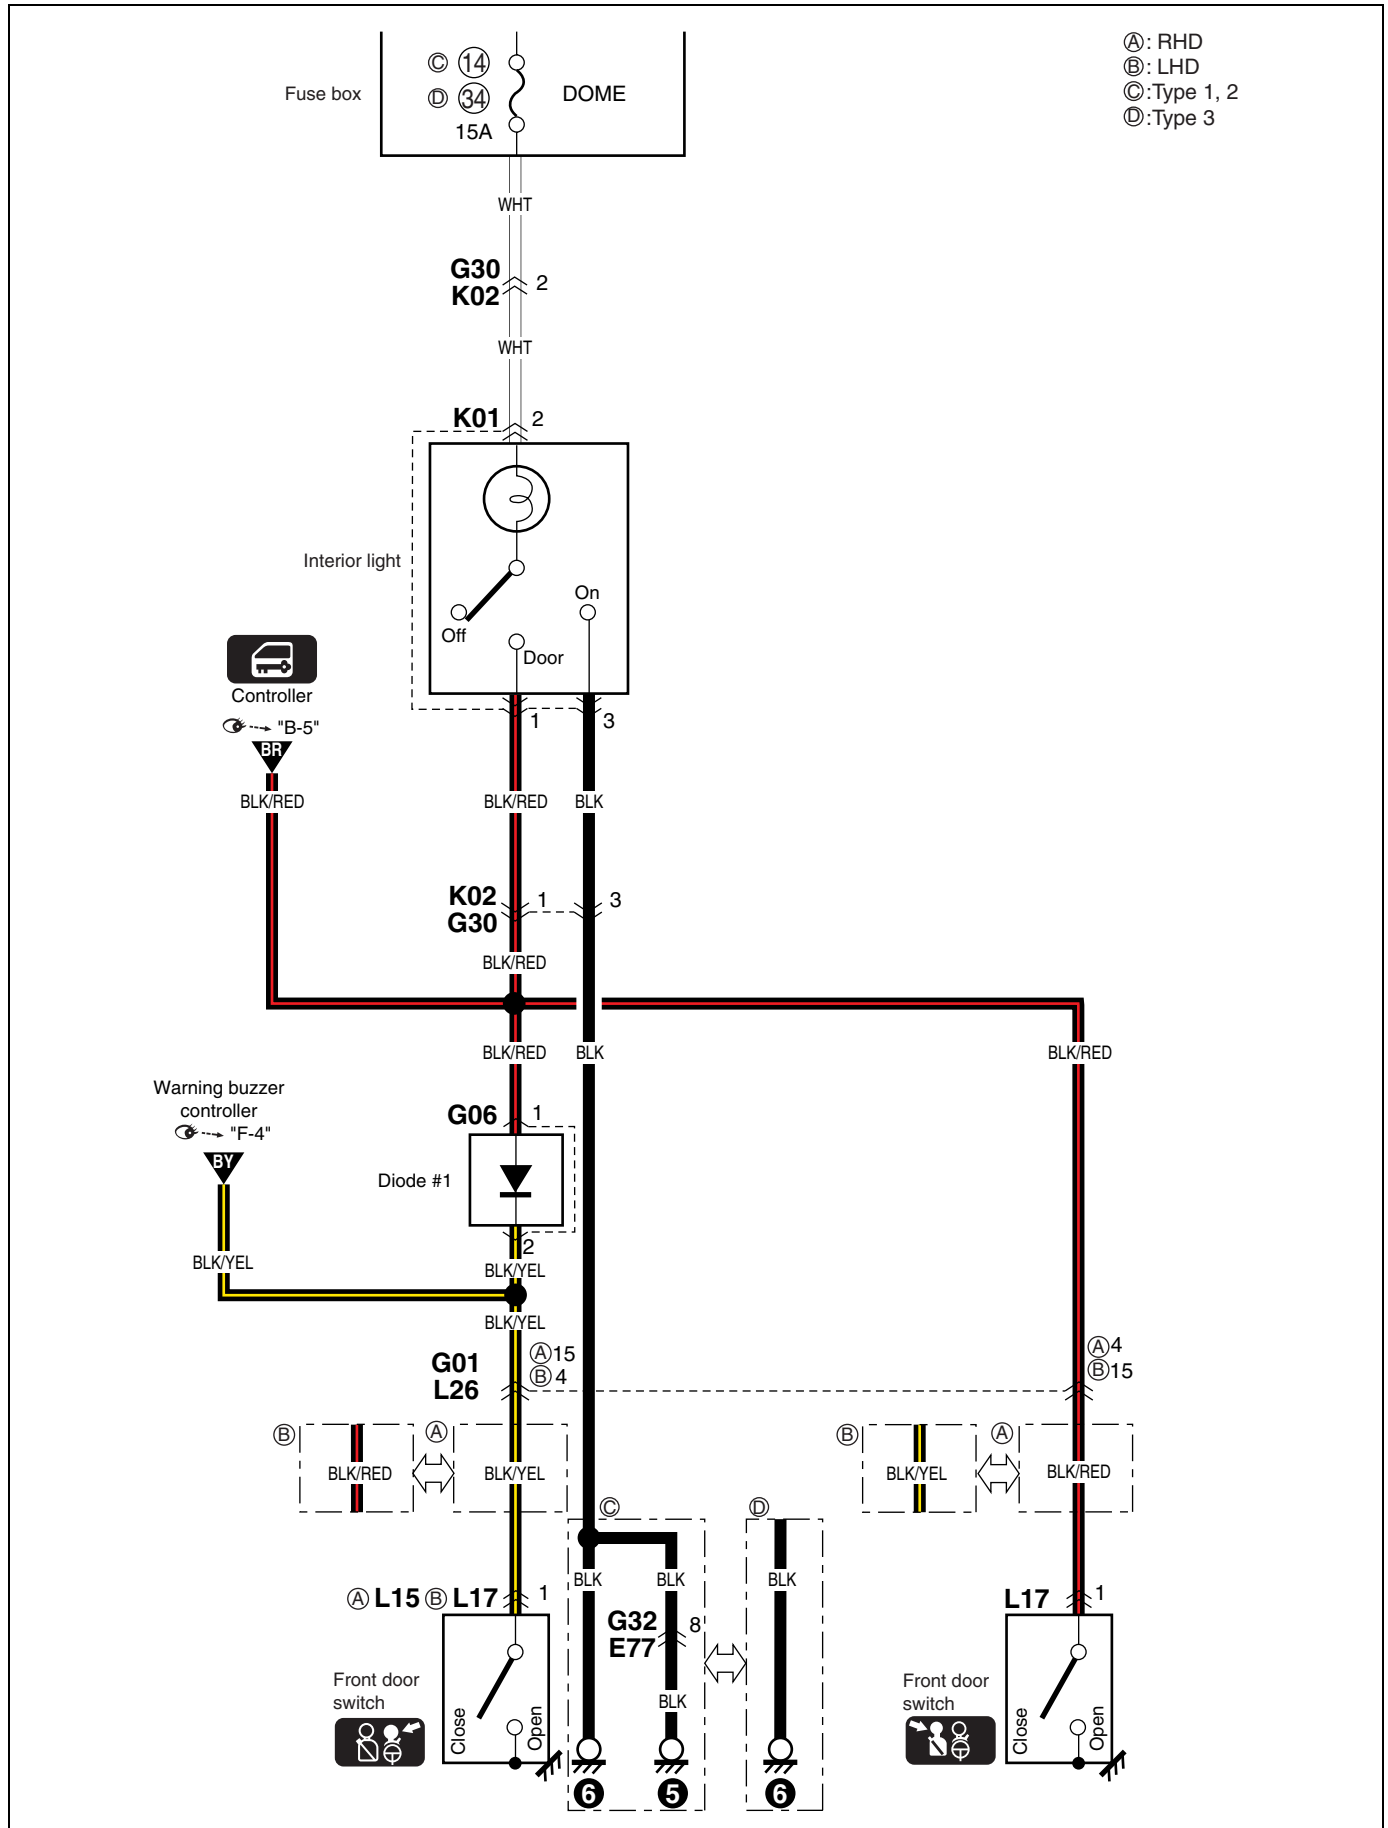 Ⓐ: RHD
Ⓑ: LHD
Ⓒ:Type 1, 2
Ⓓ:Type 3
Ⓒ ⑭
Fuse box
Ⓓ ㉞
DOME
15A
WHT
G30
K02
2
WHT
K01
2
Interior light
On
Off
Door
Controller
"B-5"
BR
1
3
BLK/RED
BLK/RED
BLK
K02
G30
1
3
BLK/RED
BLK/RED
BLK
BLK/RED
Warning buzzer
controller
"F-4"
BY
G06
1
Diode #1
2
BLK/YEL
BLK/YEL
BLK/YEL
G01
L26
Ⓐ15
Ⓑ4
Ⓐ4
Ⓑ15
Ⓑ
BLK/RED
Ⓐ
BLK/YEL
Ⓑ
BLK/YEL
Ⓐ
BLK/RED
Ⓒ
Ⓓ
BLK
BLK
BLK
Ⓐ L15 Ⓑ L17
1
G32
E77
8
L17
1
BLK
Front door
switch
Close
Open
Front door
switch
Close
Open
6
5
6